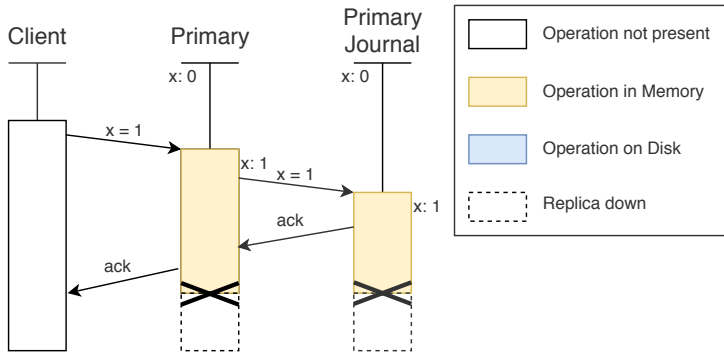 Client
Primary
Primary
Journal
x: 0
x: 0
x = 1
x: 1
x = 1
x: 1
ack
ack
Operation not present
Operation in Memory
Operation on Disk
Replica down